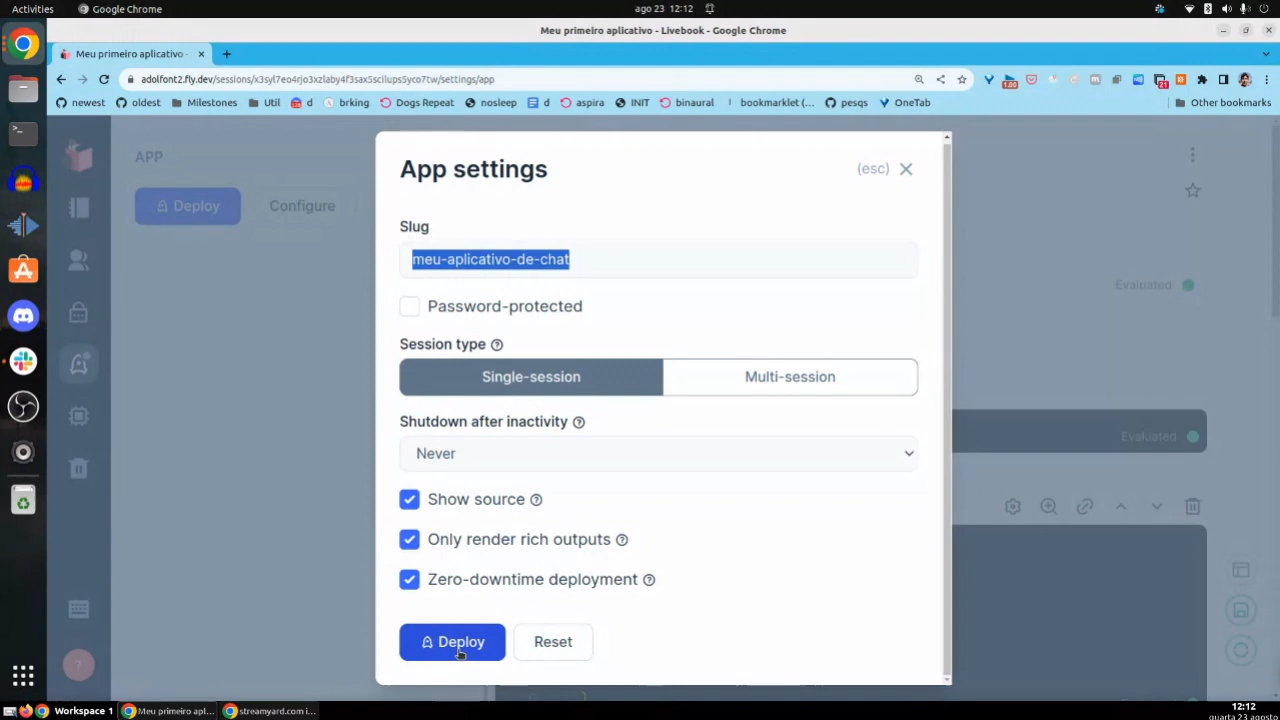 Activities
Google Chrome
ago 23 12:12
Meu primeiro aplicativo - Livebook - Google Chrome
Meu primeiro aplicativo -
adolfont2.fly.dev/sessions/x3syl7eo4rjo3xzlaby4f3sax5scilups5yco7tw/settings/app
1.00
21
newest
oldest
Milestones
Util
d
brking
Dogs Repeat
nosleep
d
aspira
INIT
binaural
bookmarklet (...
pesqs
OneTab
Other bookmarks
APP
Deploy
Configure
App settings
(esc)
Slug
meu-aplicativo-de-chat
Password-protected
Session type
Single-session
Multi-session
Shutdown after inactivity
Never
Show source
Only render rich outputs
Zero-downtime deployment
Deploy
Reset
Evaluated
Evaluated
Workspace 1
Meu primeiro apl...
streamyard.com i...
12:12
quarta 23 agosto